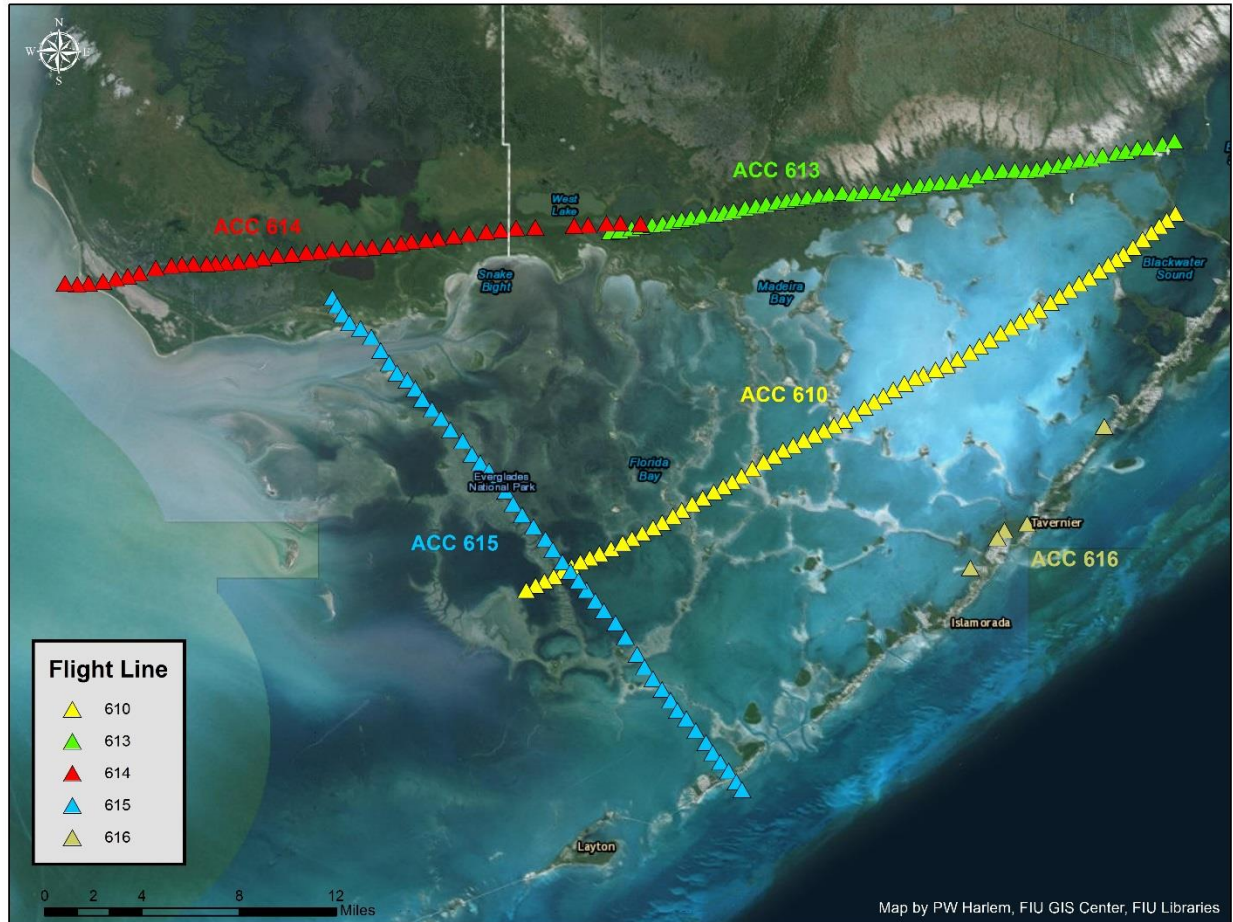 N
W E
S
ACC 613
ACC 614
West
Lake
Snake
Bight
Madeira
Bay
Blackwater
Sound
ACC 610
Florida
Bay
Everglades
National Park
ACC 615
Tavernier
ACC 616
Islamorada
Layton
Flight Line
610
613
614
615
616
0 2 4 8 12
Miles
Map by PW Harlem, FIU GIS Center, FIU Libraries